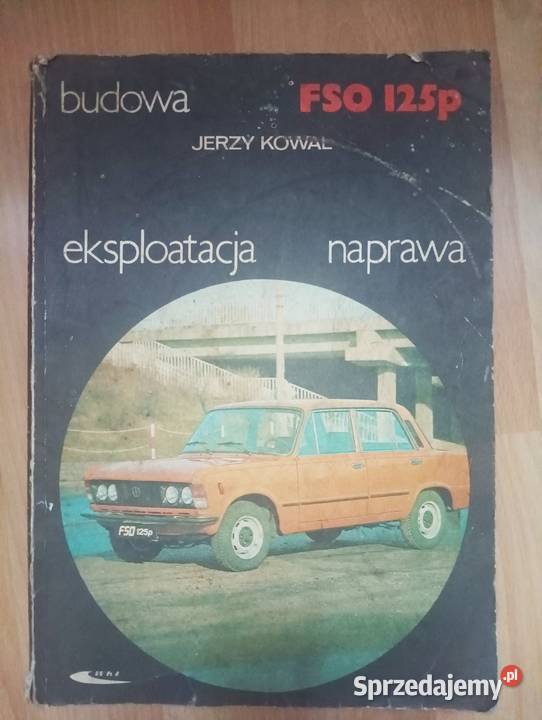 budowa FSO 125p
JERZY KOWAL
eksploatacja naprawa
FSO 125p
Sprzedajemy.pl